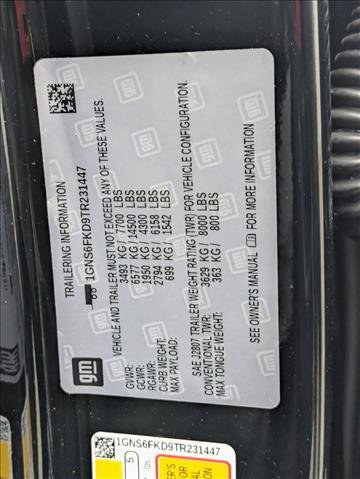 TRAILERING INFORMATION
1GNS6FKD9TR231447
VEHICLE AND TRAILER MUST NOT EXCEED ANY OF THESE VALUES.
GVWR: 3493 KG / 7700 LBS
GCWR: 6577 KG / 14500 LBS
RGAWR: 1950 KG / 4300 LBS
CURB WEIGHT: 2794 KG / 6158 LBS
MAX PAYLOAD: 699 KG / 1542 LBS
SAE J2807 TRAILER WEIGHT RATING (TWR) FOR VEHICLE CONFIGURATION.
CONVENTIONAL TWR: 3629 KG / 8000 LBS
MAX TONGUE WEIGHT: 363 KG / 800 LBS
SEE OWNER'S MANUAL FOR MORE INFORMATION
gm
1GNS6FKD9TR231447
5